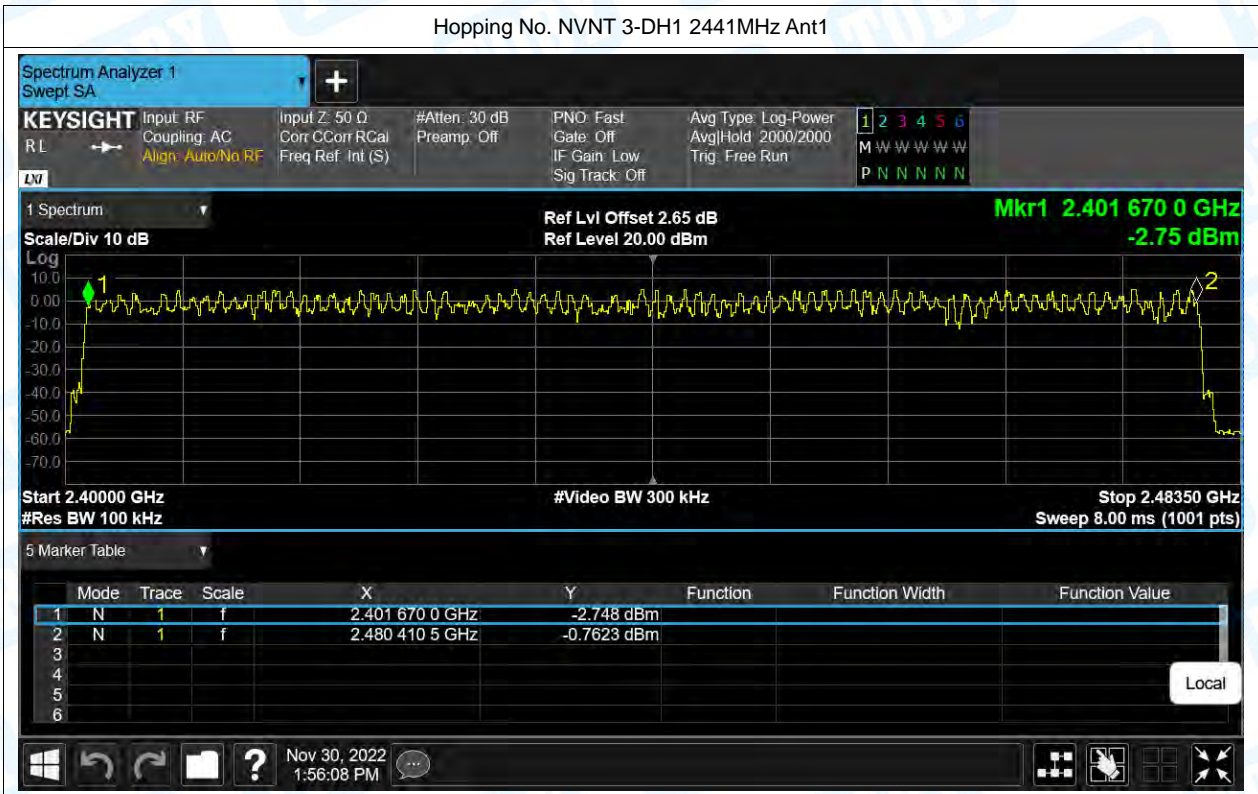 Hopping No. NVNT 3-DH1 2441MHz Ant1
Spectrum Analyzer 1
Swept SA
+
KEYSIGHT Input: RF Input Z: 50 Ω #Atten: 30 dB PNO: Fast Avg Type: Log-Power 1 2 3 4 5 6
RL Coupling: AC Corr CCorr RCal Preamp: Off Gate: Off Avg|Hold: 2000/2000 M W W W W W W
Align: Auto/No RF Freq Ref: Int (S) IF Gain: Low Trig: Free Run
LXI Sig Track: Off P N N N N N
1 Spectrum Ref Lvl Offset 2.65 dB Mkr1 2.401 670 0 GHz
Scale/Div 10 dB Ref Level 20.00 dBm -2.75 dBm
Log
10.0
1 2
0.00
-10.0
-20.0
-30.0
-40.0
-50.0
-60.0
-70.0
Start 2.40000 GHz #Video BW 300 kHz Stop 2.48350 GHz
#Res BW 100 kHz Sweep 8.00 ms (1001 pts)
5 Marker Table
Mode Trace Scale X Y Function Function Width Function Value
1 N 1 f 2.401 670 0 GHz -2.748 dBm
2 N 1 f 2.480 410 5 GHz -0.7623 dBm
3
4
5
6
Local
? Nov 30, 2022
1:56:08 PM